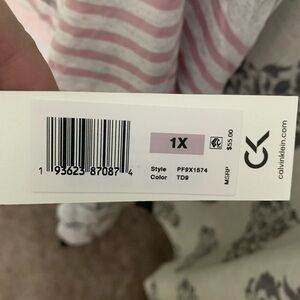 1X
Style PF9X1574
Color TD9
1 93623 87087 4
$55.00
MSRP
CK
calvinklein.com